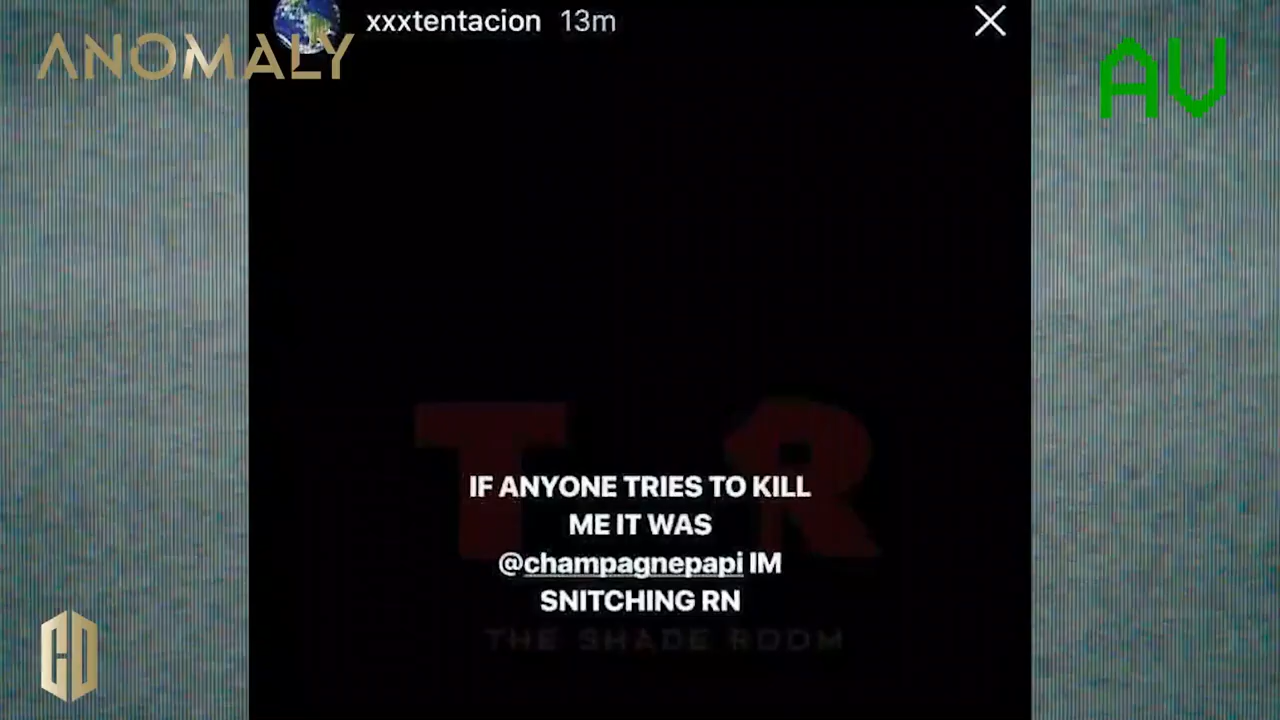 xxxtentacion 13m
ANOMALY
AV
T R
IF ANYONE TRIES TO KILL
ME IT WAS
@champagnepapi IM
SNITCHING RN
THE SHADE ROOM